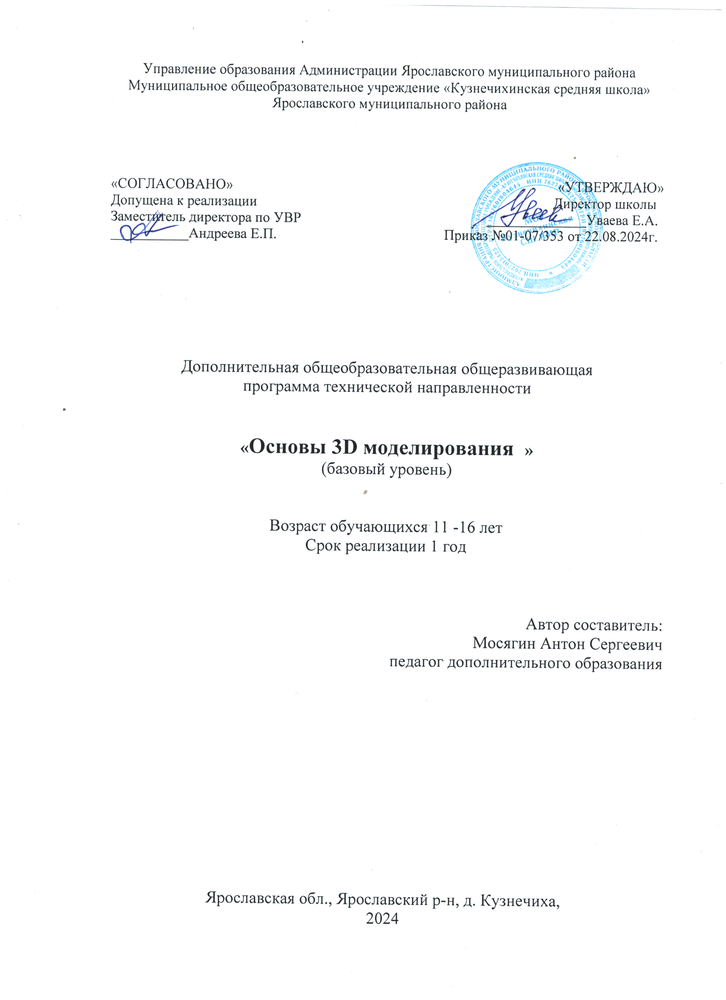 Управление образования Администрации Ярославского муниципального района
Муниципальное общеобразовательное учреждение «Кузнечихинская средняя школа»
Ярославского муниципального района
«СОГЛАСОВАНО»
Допущена к реализации
Заместитель директора по УВР
____________Андреева Е.П.
«УТВЕРЖДАЮ»
Директор школы
Уваева Е.А.
Приказ №01-07/353 от 22.08.2024г.
Дополнительная общеобразовательная общеразвивающая
программа технической направленности
«Основы 3D моделирования »
(базовый уровень)
Возраст обучающихся 11 -16 лет
Срок реализации 1 год
Автор составитель:
Мосягин Антон Сергеевич
педагог дополнительного образования
Ярославская обл., Ярославский р-н, д. Кузнечиха,
2024